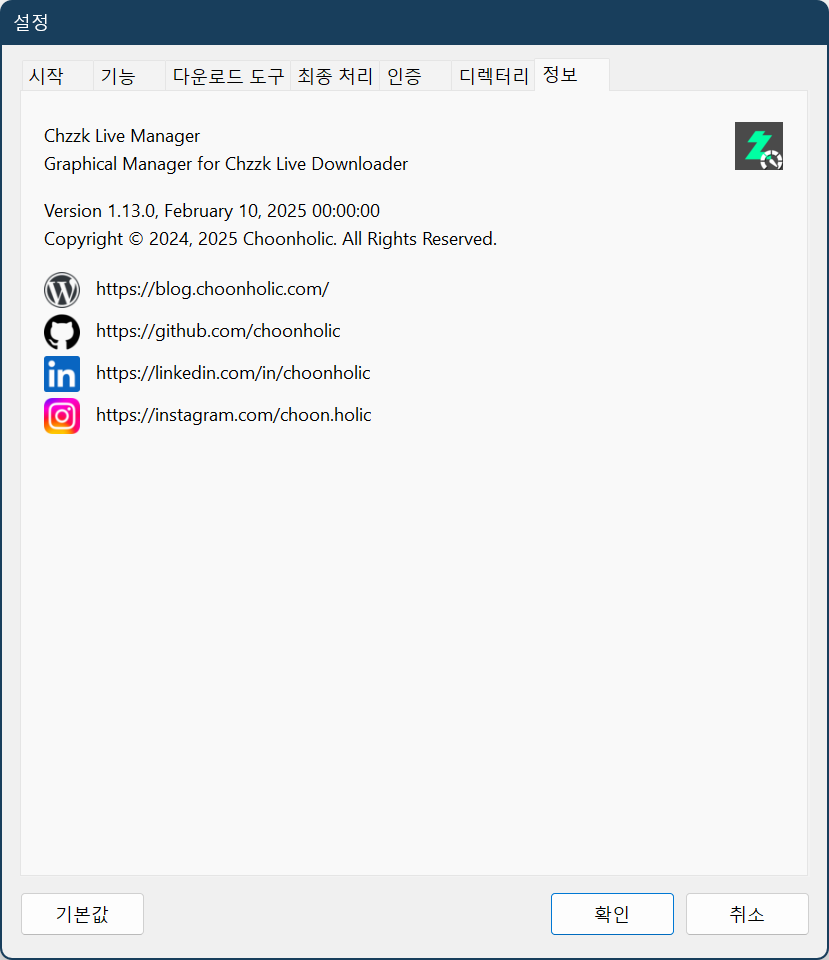 설정
시작 기능 다운로드 도구 최종 처리 인증 디렉터리 정보
Chzzk Live Manager
Graphical Manager for Chzzk Live Downloader
Version 1.13.0, February 10, 2025 00:00:00
Copyright © 2024, 2025 Choonholic. All Rights Reserved.
https://blog.choonholic.com/
https://github.com/choonholic
https://linkedin.com/in/choonholic
https://instagram.com/choon.holic
기본값 확인 취소